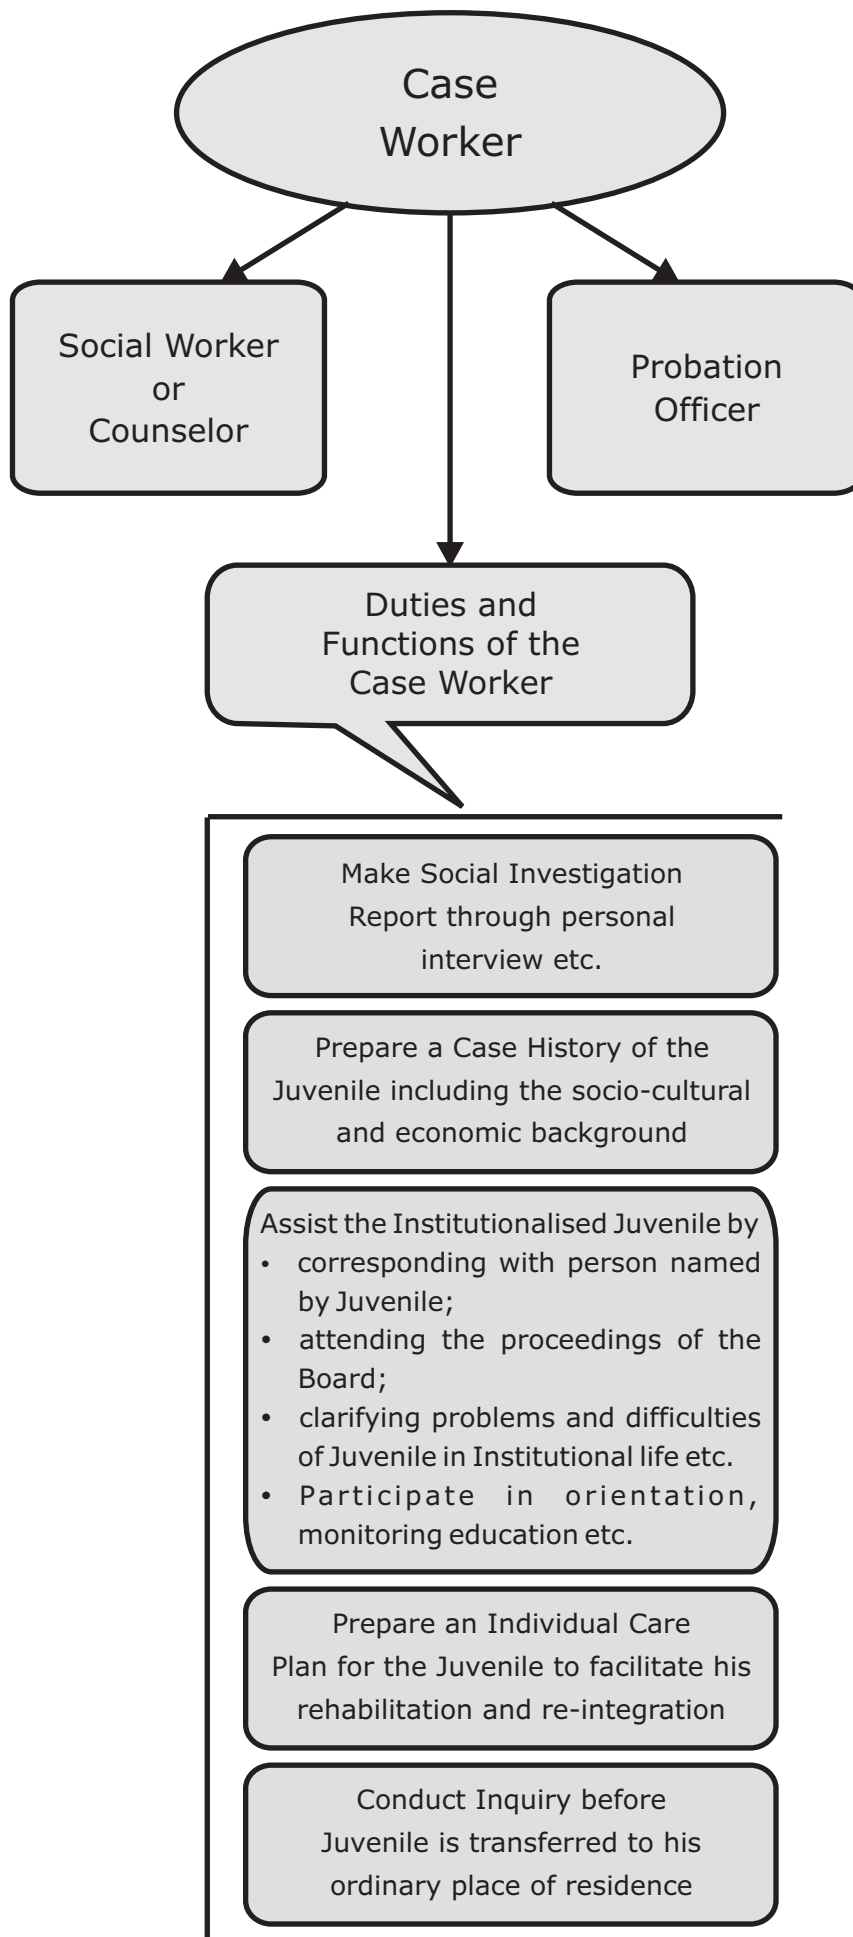 Case
Worker
Social Worker
or
Counselor
Probation
Officer
Duties and
Functions of the
Case Worker
Make Social Investigation
Report through personal
interview etc.
Prepare a Case History of the
Juvenile including the socio-cultural
and economic background
Assist the Institutionalised Juvenile by
• corresponding with person named
by Juvenile;
• attending the proceedings of the
Board;
• clarifying problems and difficulties
of Juvenile in Institutional life etc.
• Participate in orientation,
monitoring education etc.
Prepare an Individual Care
Plan for the Juvenile to facilitate his
rehabilitation and re-integration
Conduct Inquiry before
Juvenile is transferred to his
ordinary place of residence